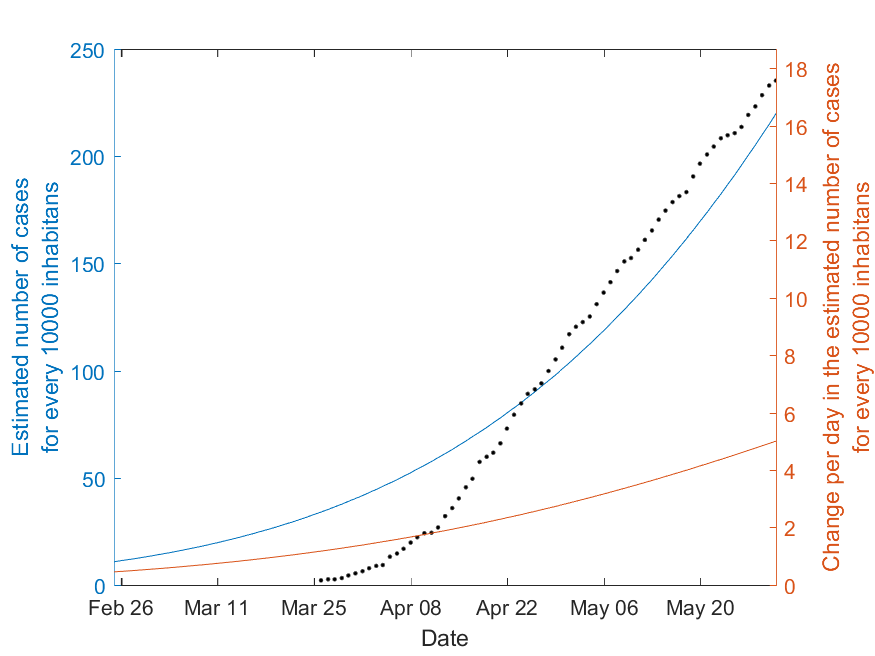 250
200
150
100
50
0
Estimated number of cases
for every 10000 inhabitans
18
16
14
12
10
8
6
4
2
0
Change per day in the estimated number of cases
for every 10000 inhabitans
Feb 26 Mar 11 Mar 25 Apr 08 Apr 22 May 06 May 20
Date